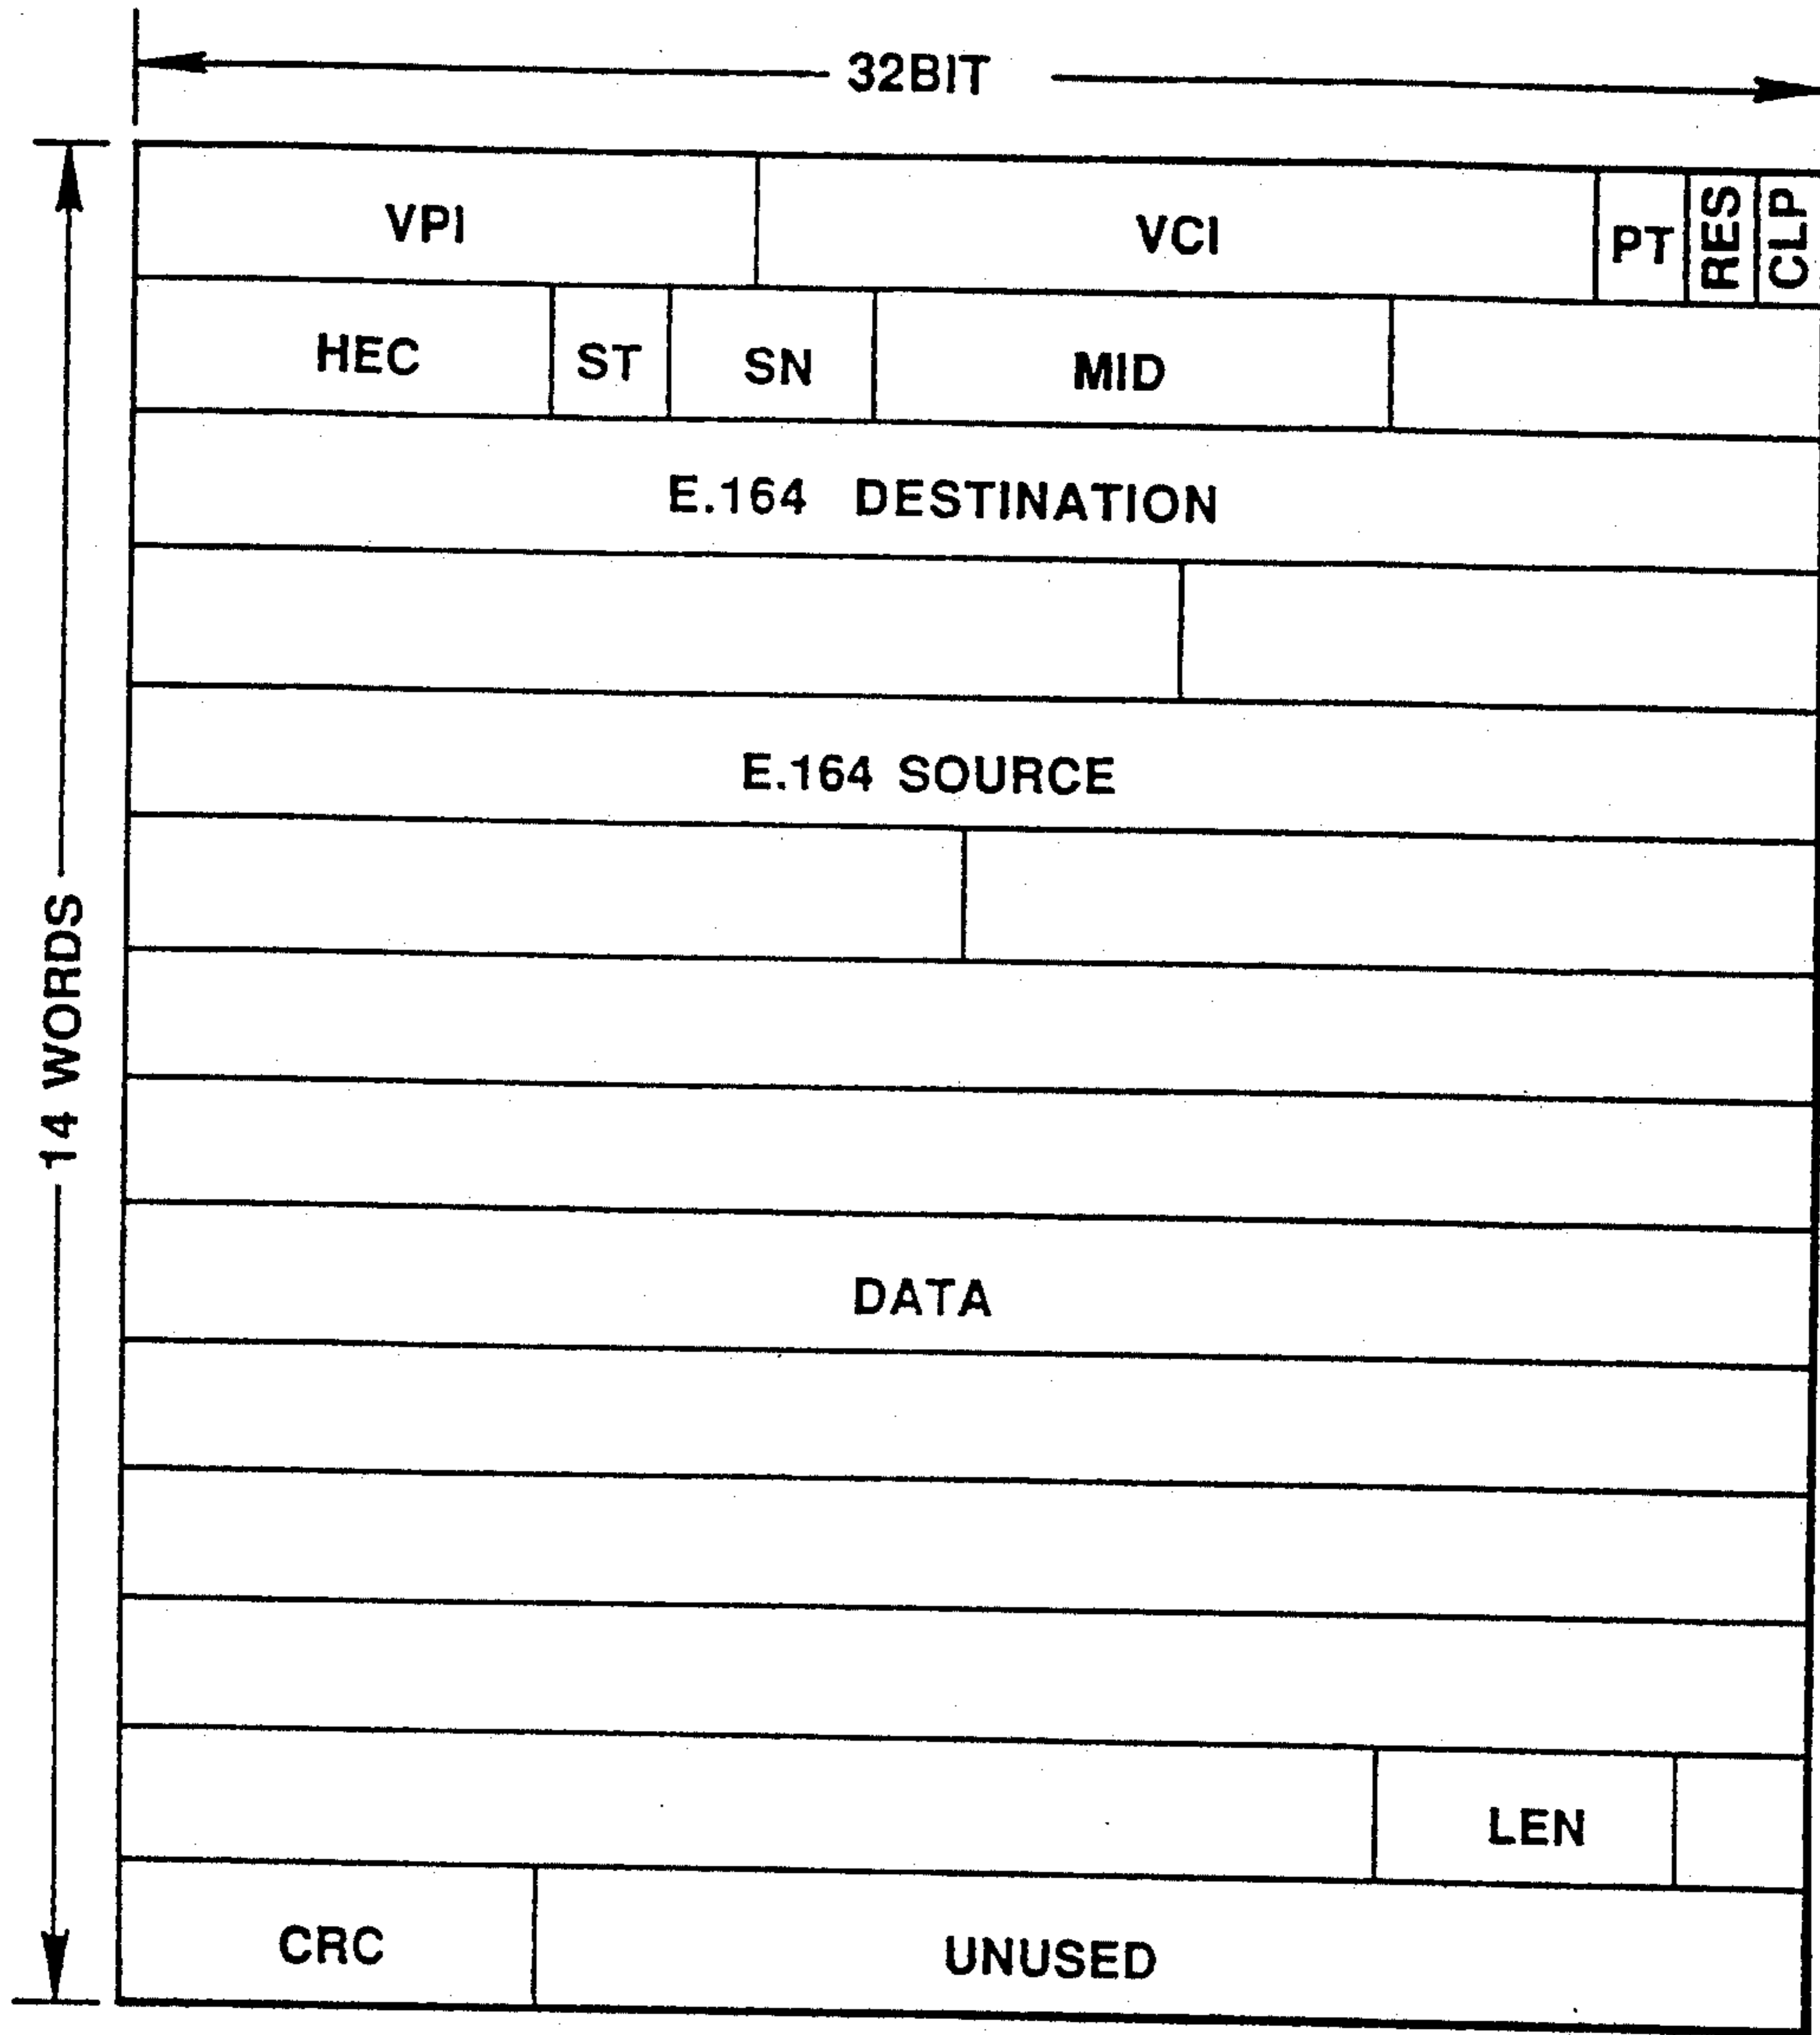 32BIT
VPI VCI PT RES CLP
HEC ST SN MID
E.164 DESTINATION
E.164 SOURCE
14 WORDS
DATA
LEN
CRC UNUSED